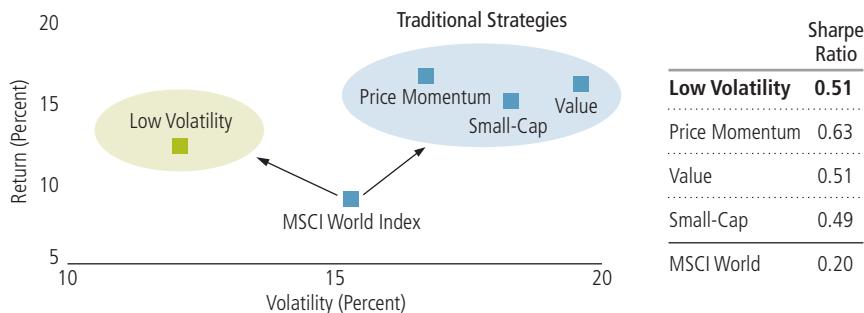 Traditional Strategies
20
15
10
5
Return (Percent)
Price Momentum
Small-Cap
Value
Low Volatility
MSCI World Index
10
15
20
Volatility (Percent)
Sharpe
Ratio
Low Volatility 0.51
Price Momentum 0.63
Value 0.51
Small-Cap 0.49
MSCI World 0.20